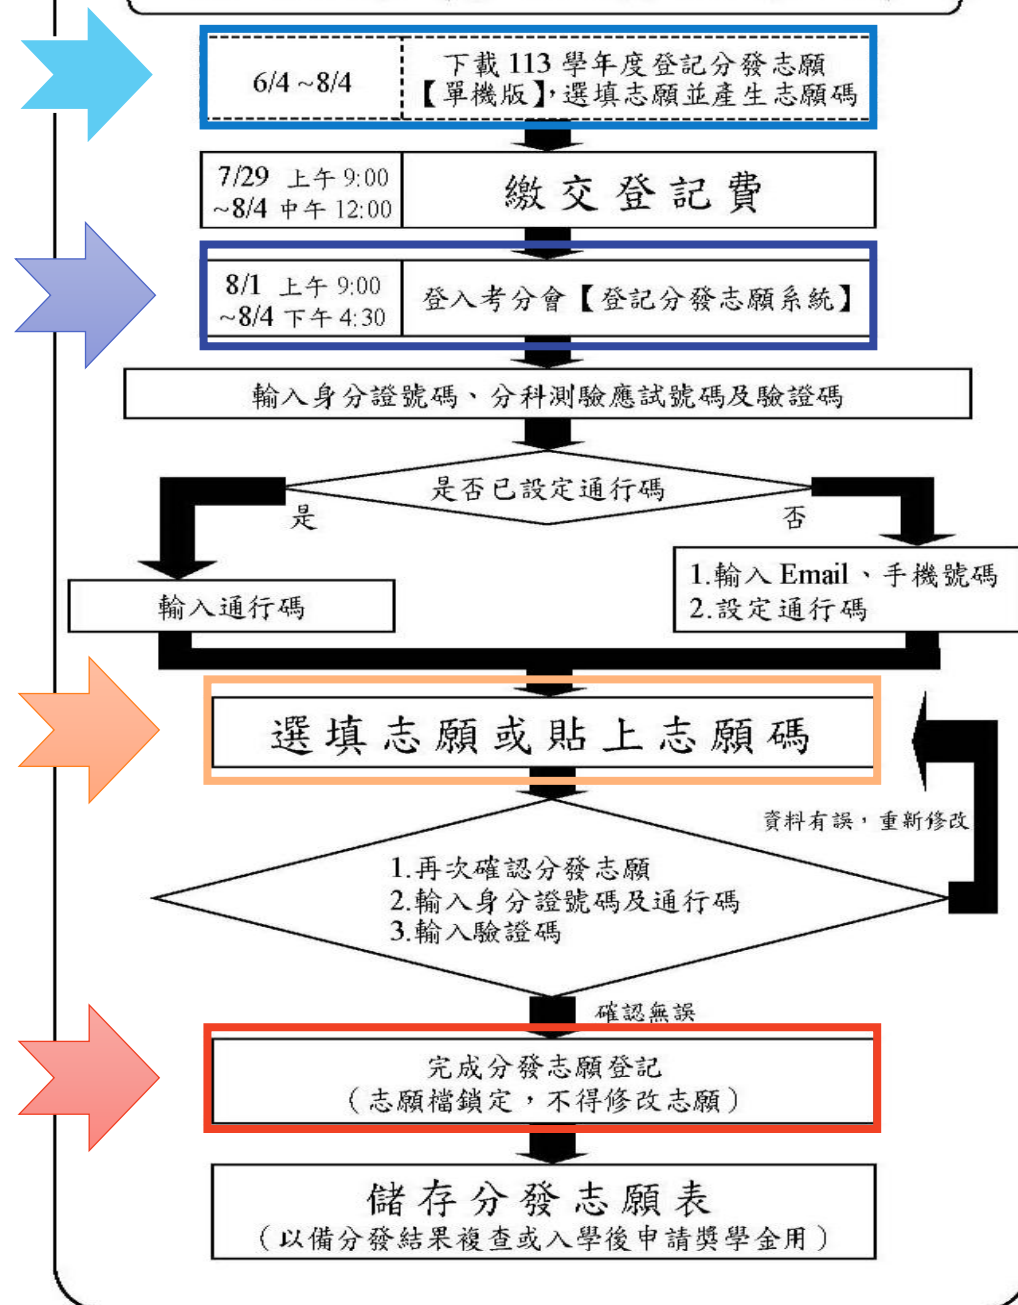 6/4 ~8/4
下載 113 學年度登記分發志願
【單機版】，選填志願並產生志願碼
7/29 上午 9:00
~8/4 中午 12:00
繳交登記費
8/1 上午 9:00
~8/4 下午 4:30
登入考分會【登記分發志願系統】
輸入身分證號碼、分科測驗應試號碼及驗證碼
是否已設定通行碼
是
否
輸入通行碼
1.輸入 Email、手機號碼
2.設定通行碼
選填志願或貼上志願碼
資料有誤，重新修改
1.再次確認分發志願
2.輸入身分證號碼及通行碼
3.輸入驗證碼
確認無誤
完成分發志願登記
（志願檔鎖定，不得修改志願）
儲存分發志願表
（以備分發結果複查或入學後申請獎學金用）